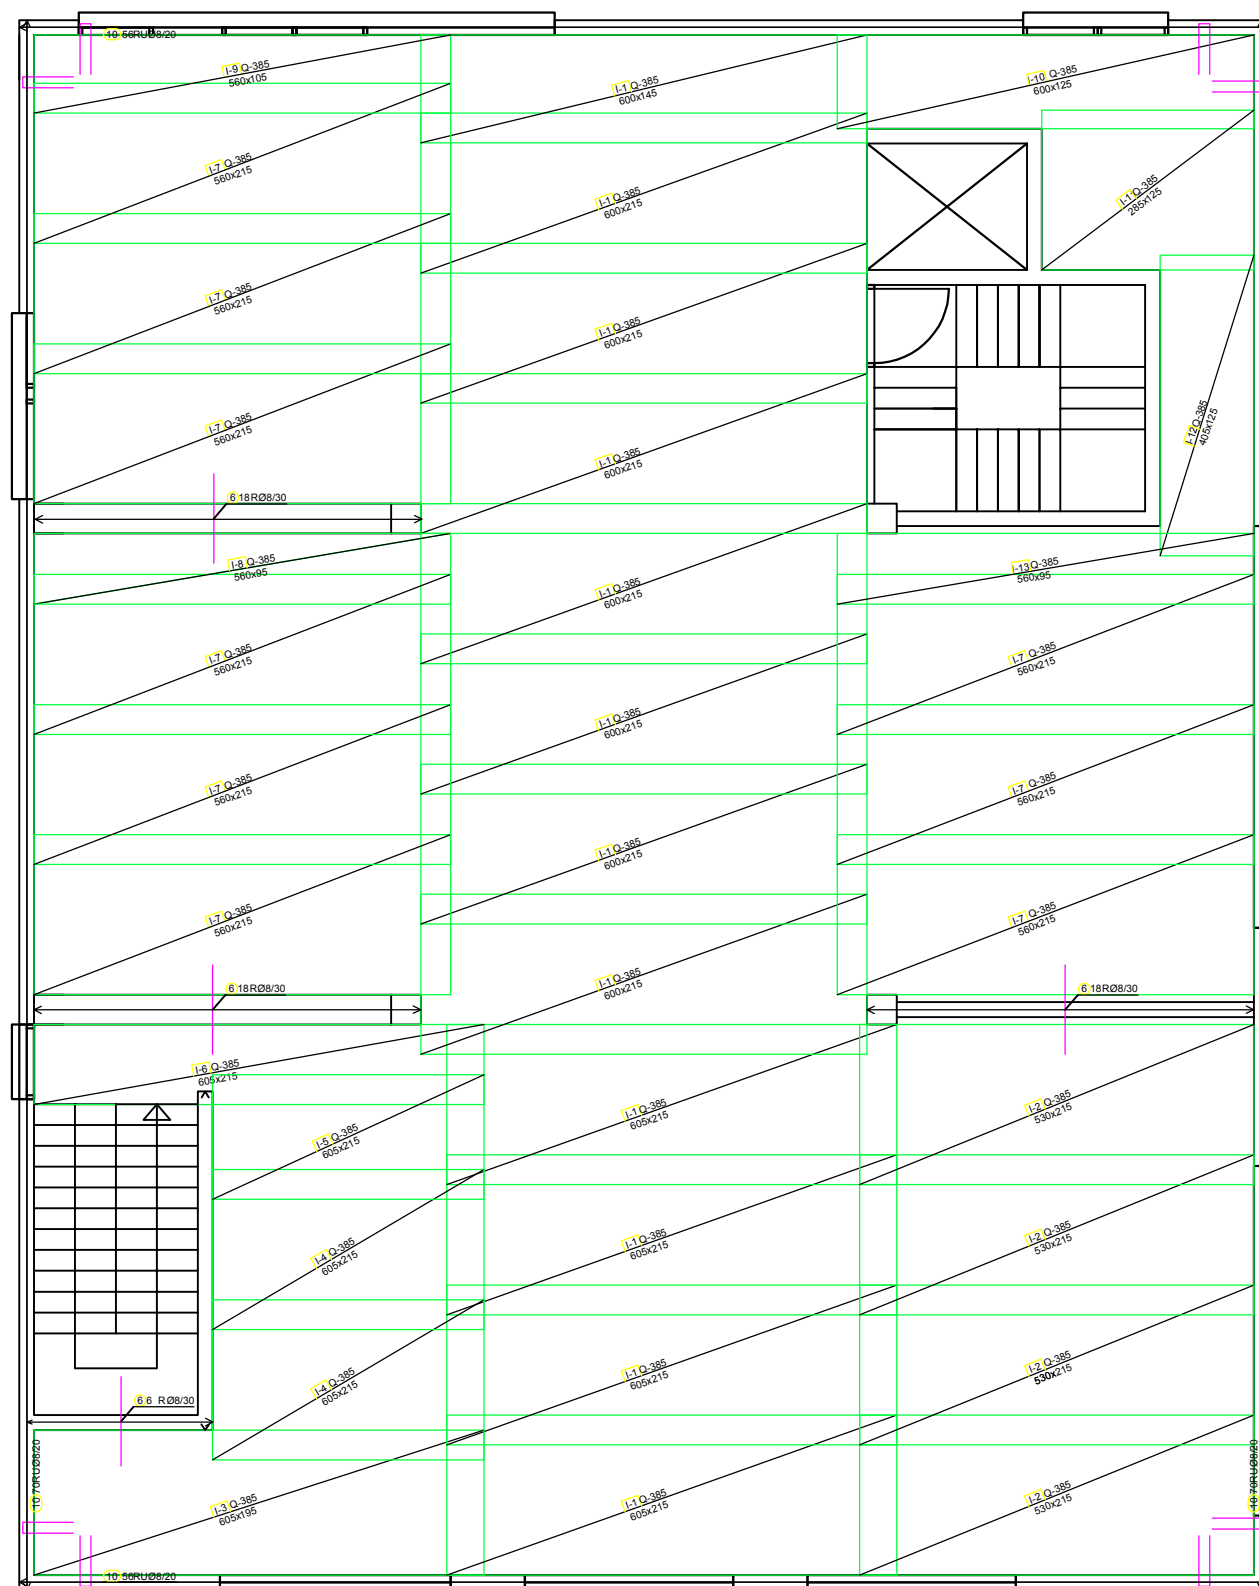 10 56RUØ8/20
I-9 Q-385
560x105
I-1 Q-385
600x145
I-10 Q-385
600x125
I-7 Q-385
560x215
I-1 Q-385
600x215
I-11Q-385
285x125
I-7 Q-385
560x215
I-1 Q-385
600x215
I-7 Q-385
560x215
I-1 Q-385
600x215
I-12Q-385
405x125
6 18RØ8/30
I-8 Q-385
560x95
I-1 Q-385
600x215
I-13Q-385
560x95
I-7 Q-385
560x215
I-1 Q-385
600x215
I-7 Q-385
560x215
I-7 Q-385
560x215
I-1 Q-385
600x215
I-7 Q-385
560x215
I-7 Q-385
560x215
I-1 Q-385
600x215
I-7 Q-385
560x215
6 18RØ8/30
6 18RØ8/30
I-6 Q-385
605x215
I-5 Q-385
605x215
I-1 Q-385
605x215
I-2 Q-385
530x215
I-4 Q-385
605x215
I-1 Q-385
605x215
I-2 Q-385
530x215
I-4 Q-385
605x215
I-1 Q-385
605x215
I-2 Q-385
530x215
6 6 RØ8/30
10 70RUØ8/20
I-3 Q-385
605x195
I-1 Q-385
605x215
I-2 Q-385
530x215
10 70RUØ8/20
10 56RUØ8/20